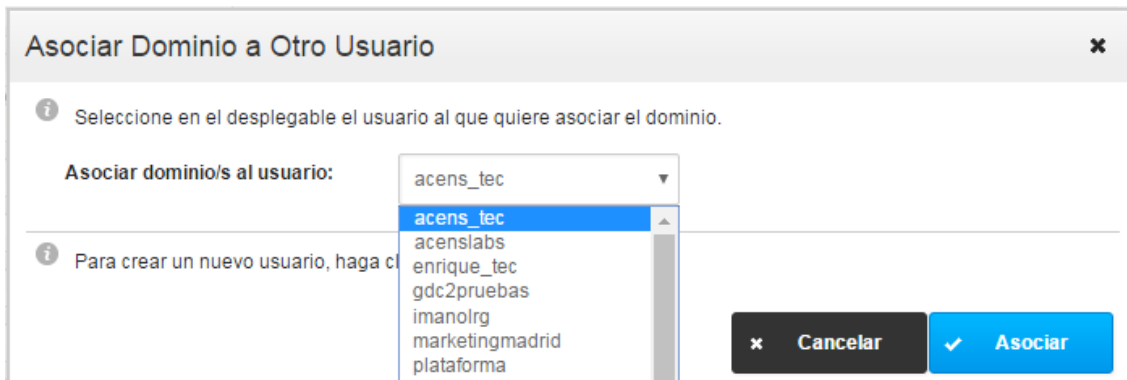 Asociar Dominio a Otro Usuario
Seleccione en el desplegable el usuario al que quiere asociar el dominio.
Asociar dominio/s al usuario:
acens_tec
acens_tec
acenslabs
enrique_tec
gdc2pruebas
imanolrg
marketingmadrid
plataforma
Para crear un nuevo usuario, haga
Cancelar
Asociar